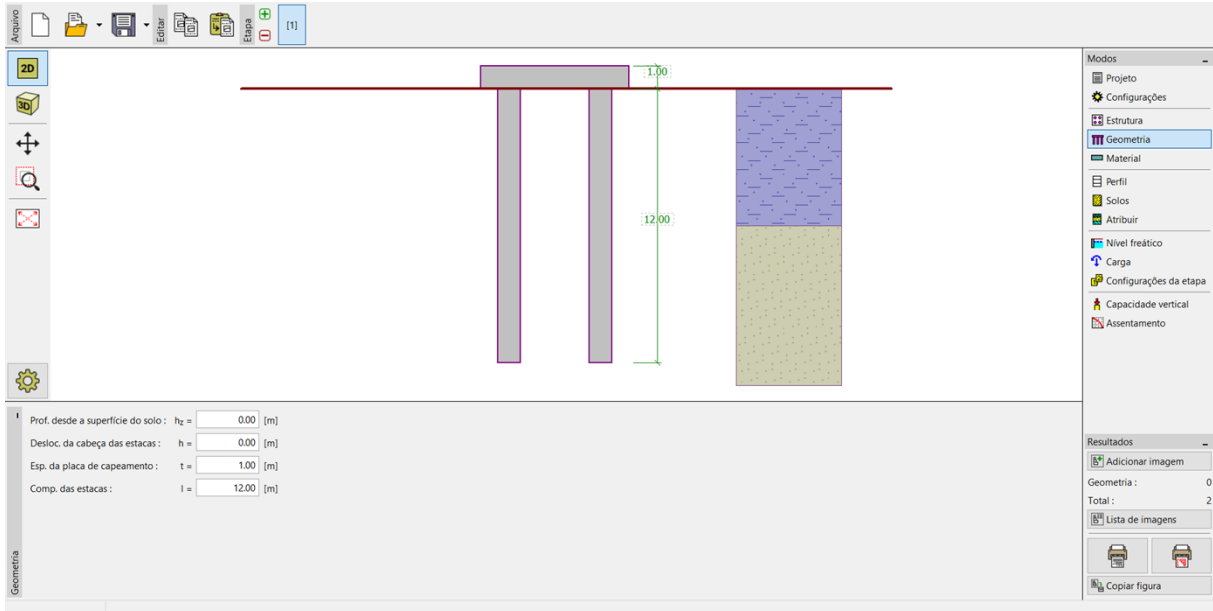 Arquivo
Editar
Etapa
[1]
2D
3D
1.00
12.00
Modos
Projeto
Configurações
Estrutura
Geometria
Material
Perfil
Solos
Atribuir
Nível freático
Carga
Configurações da etapa
Capacidade vertical
Assentamento
Geometria
Prof. desde a superfície do solo : hz = 0.00 [m]
Desloc. da cabeça das estacas : h = 0.00 [m]
Esp. da placa de capeamento : t = 1.00 [m]
Comp. das estacas : l = 12.00 [m]
Resultados
Adicionar imagem
Geometria : 0
Total : 2
Lista de imagens
Copiar figura